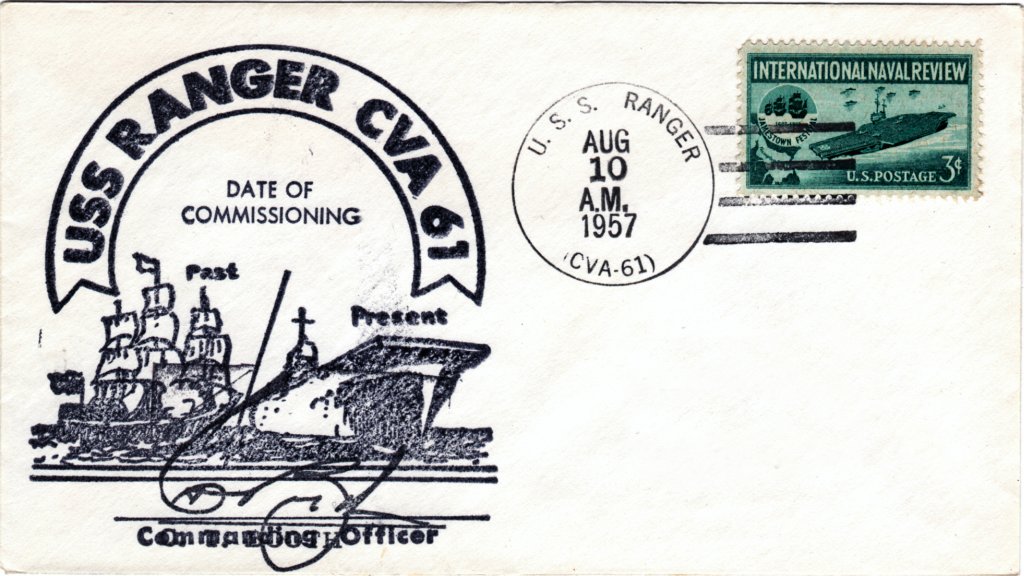 USS RANGER CVA 61
DATE OF
COMMISSIONING
Past
Present
Commanding Officer
U. S. S. RANGER
AUG
10
A.M.
1957
(CVA-61)
INTERNATIONAL NAVAL REVIEW
JAMESTOWN FESTIVAL
U.S. POSTAGE 3¢